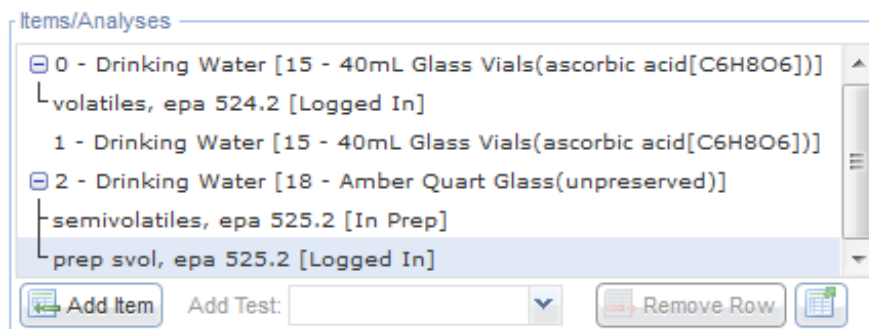 Items/Analyses
0 - Drinking Water [15 - 40mL Glass Vials(ascorbic acid[C6H8O6])]
volatiles, epa 524.2 [Logged In]
1 - Drinking Water [15 - 40mL Glass Vials(ascorbic acid[C6H8O6])]
2 - Drinking Water [18 - Amber Quart Glass(unpreserved)]
semivolatiles, epa 525.2 [In Prep]
prep svol, epa 525.2 [Logged In]
Add Item Add Test: Remove Row